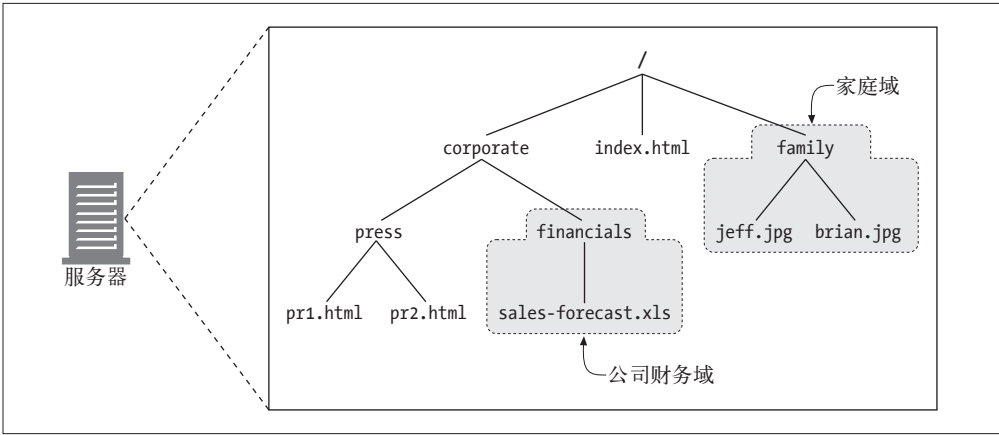 /
家庭域
corporate
index.html
family
press
financials
jeff.jpg
brian.jpg
服务器
pr1.html
pr2.html
sales-forecast.xls
公司财务域